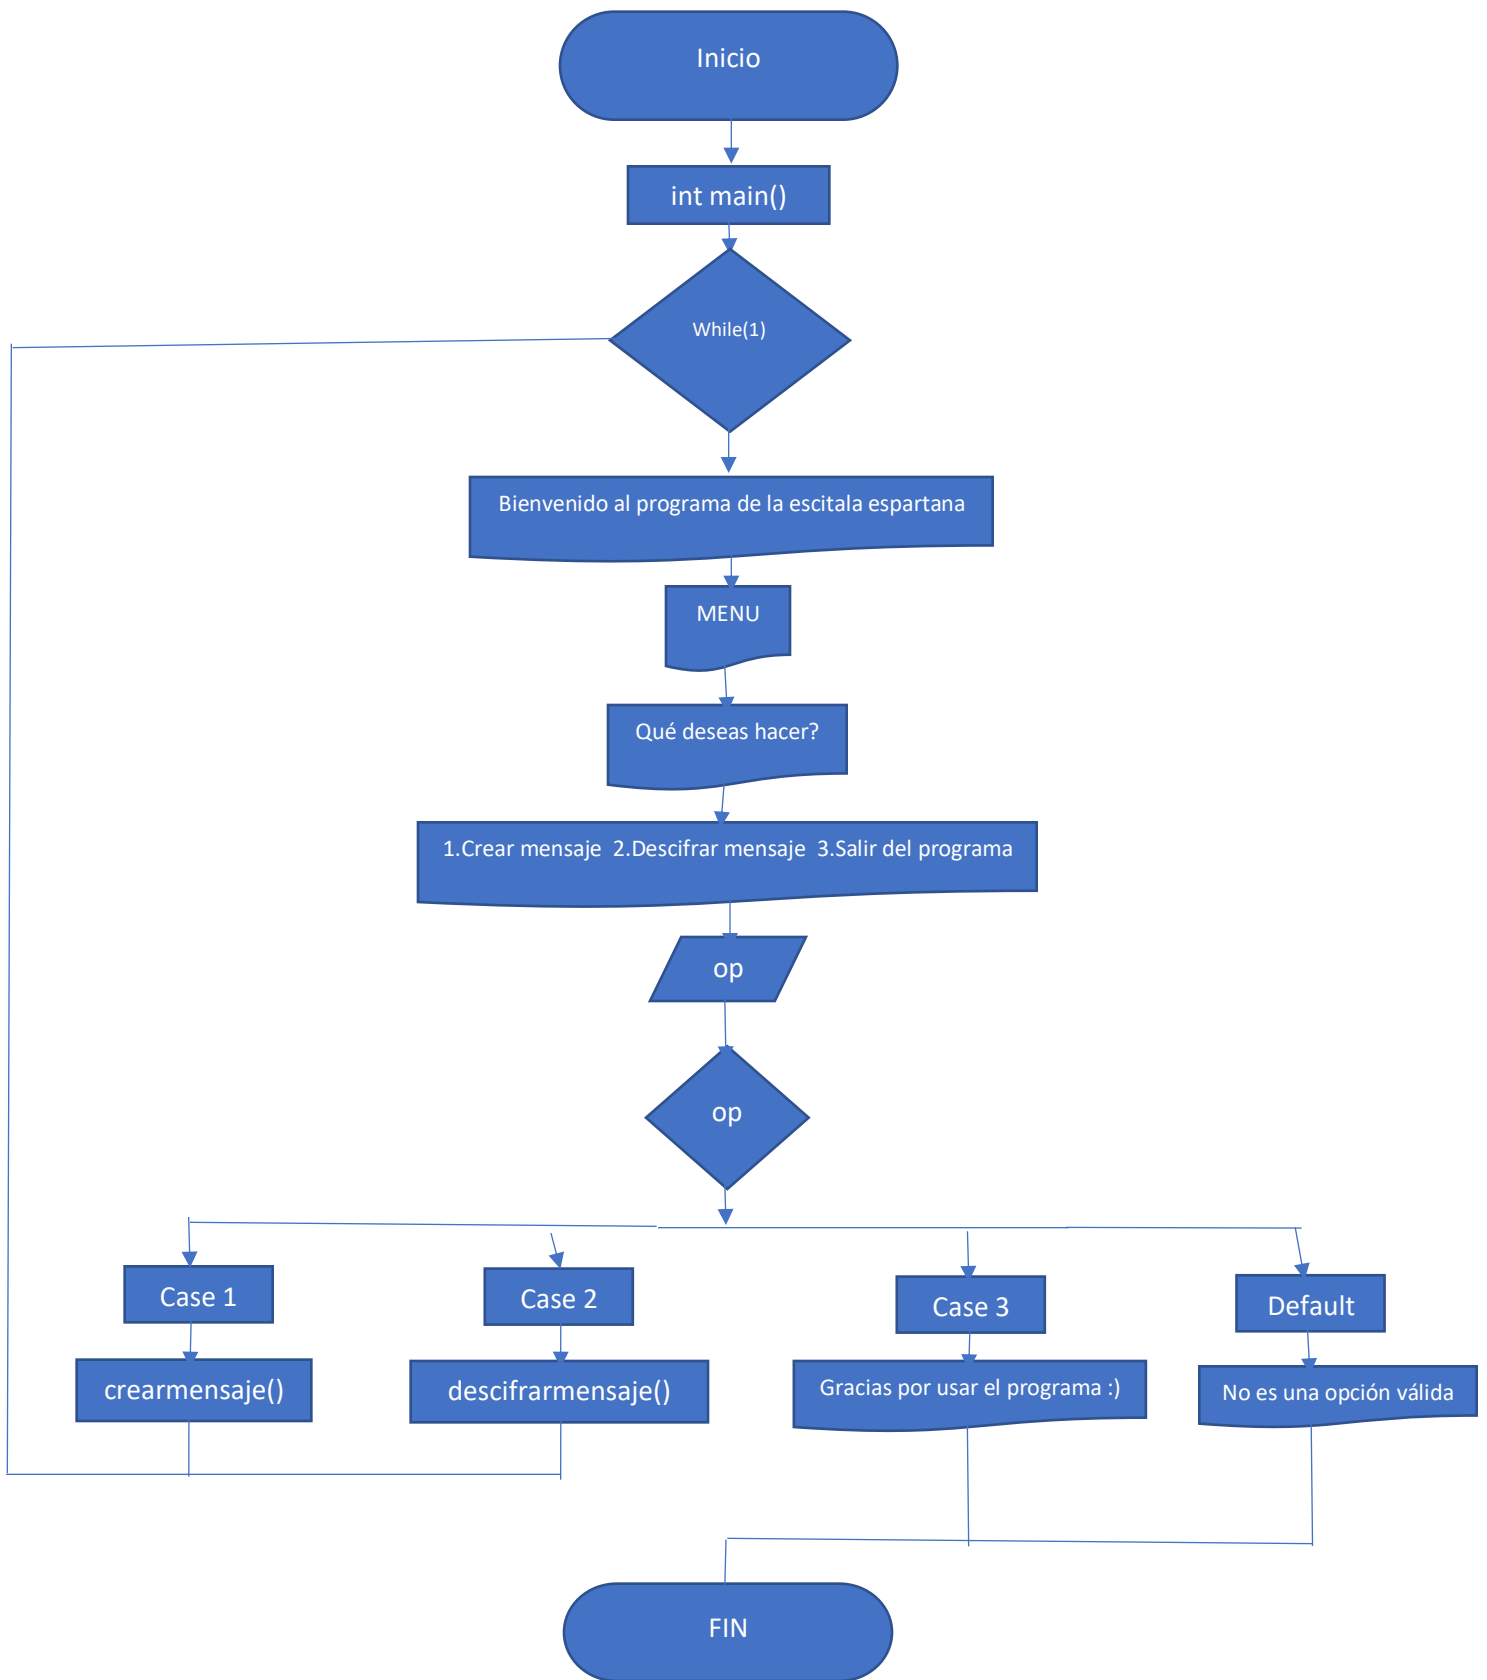 Inicio
int main()
While(1)
Bienvenido al programa de la escitala espartana
MENU
Qué deseas hacer?
1.Crear mensaje  2.Descifrar mensaje  3.Salir del programa
op
op
Case 1
Case 2
Case 3
Default
crearmensaje()
descifrarmensaje()
Gracias por usar el programa :)
No es una opción válida
FIN